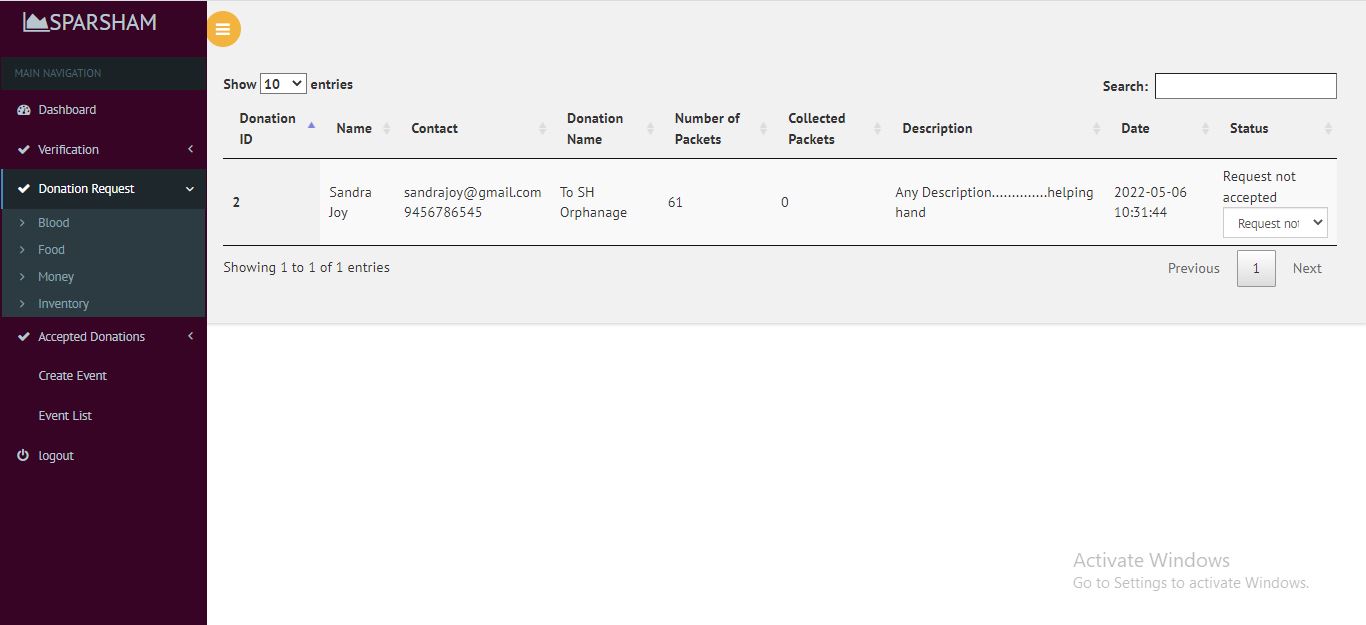 SPARSHAM
MAIN NAVIGATION
Dashboard
Verification
Donation Request
Blood
Food
Money
Inventory
Accepted Donations
Create Event
Event List
logout
Show 10 entries
Search:
Donation ID
Name
Contact
Donation Name
Number of Packets
Collected Packets
Description
Date
Status
2
Sandra Joy
sandrajoy@gmail.com
9456786545
To SH Orphanage
61
0
Any Description..............helping hand
2022-05-06 10:31:44
Request not accepted
Request not
Showing 1 to 1 of 1 entries
Previous 1 Next
Activate Windows
Go to Settings to activate Windows.